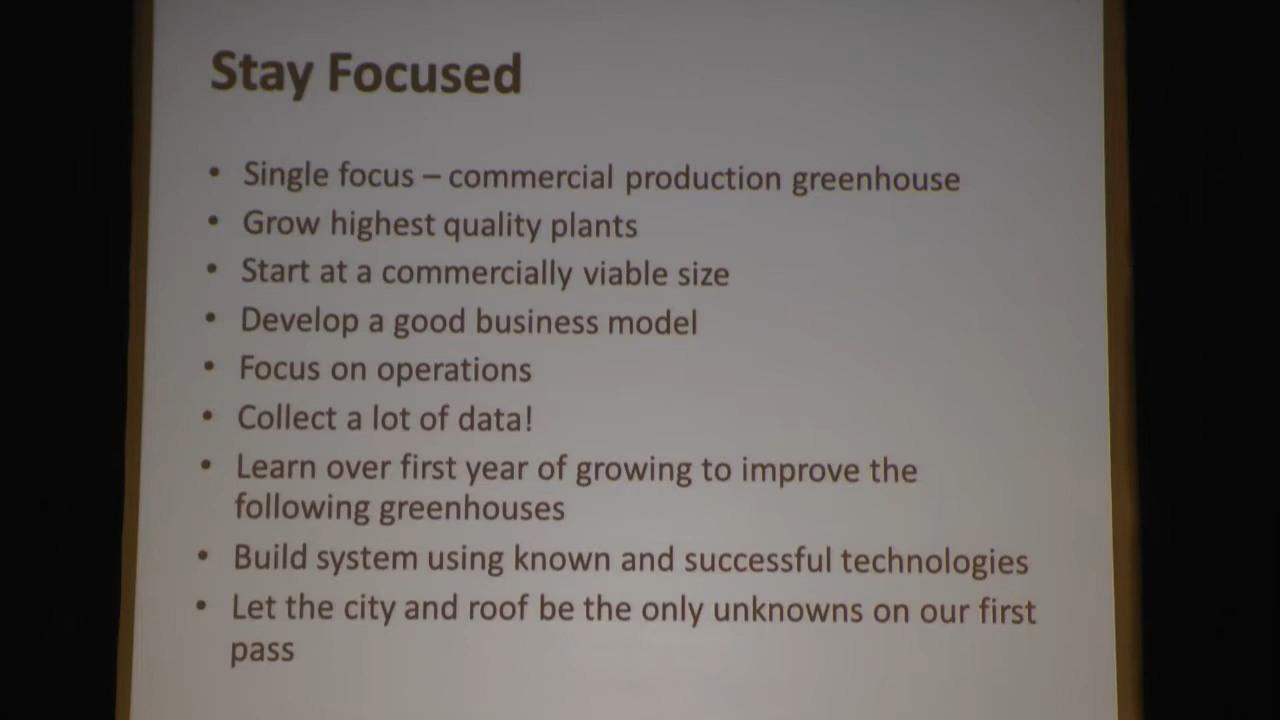 Stay Focused
• Single focus – commercial production greenhouse
• Grow highest quality plants
• Start at a commercially viable size
• Develop a good business model
• Focus on operations
• Collect a lot of data!
• Learn over first year of growing to improve the
following greenhouses
• Build system using known and successful technologies
• Let the city and roof be the only unknowns on our first
pass